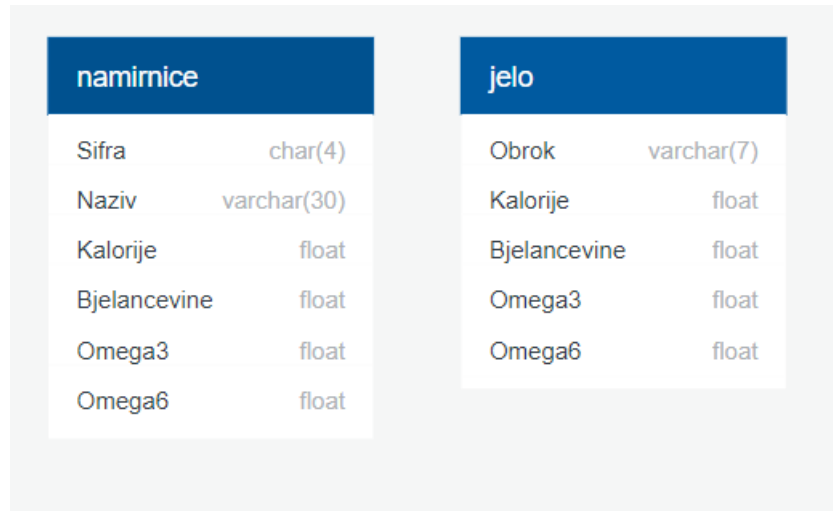 namirnice
Sifra char(4)
Naziv varchar(30)
Kalorije float
Bjelancevine float
Omega3 float
Omega6 float
jelo
Obrok varchar(7)
Kalorije float
Bjelancevine float
Omega3 float
Omega6 float